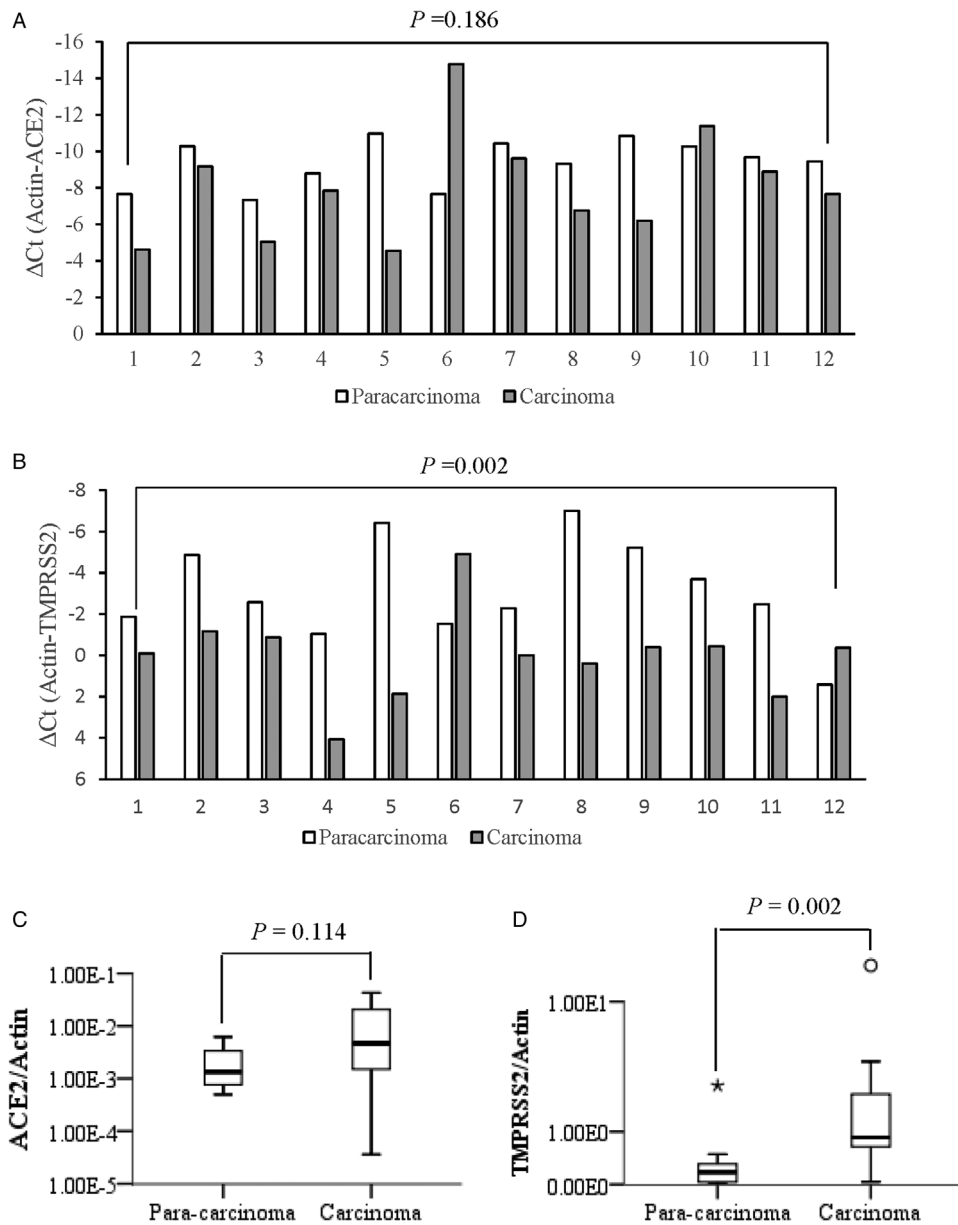 A
P =0.186
ΔCt (Actin-ACE2)
-16
-14
-12
-10
-8
-6
-4
-2
0
1 2 3 4 5 6 7 8 9 10 11 12
Paracarcinoma Carcinoma
B
P =0.002
ΔCt (Actin-TMPRSS2)
-8
-6
-4
-2
0
2
4
6
1 2 3 4 5 6 7 8 9 10 11 12
Paracarcinoma Carcinoma
C
P = 0.114
ACE2/Actin
1.00E-1
1.00E-2
1.00E-3
1.00E-4
1.00E-5
Para-carcinoma Carcinoma
D
P = 0.002
TMPRSS2/Actin
1.00E1
1.00E0
0.00E0
Para-carcinoma Carcinoma